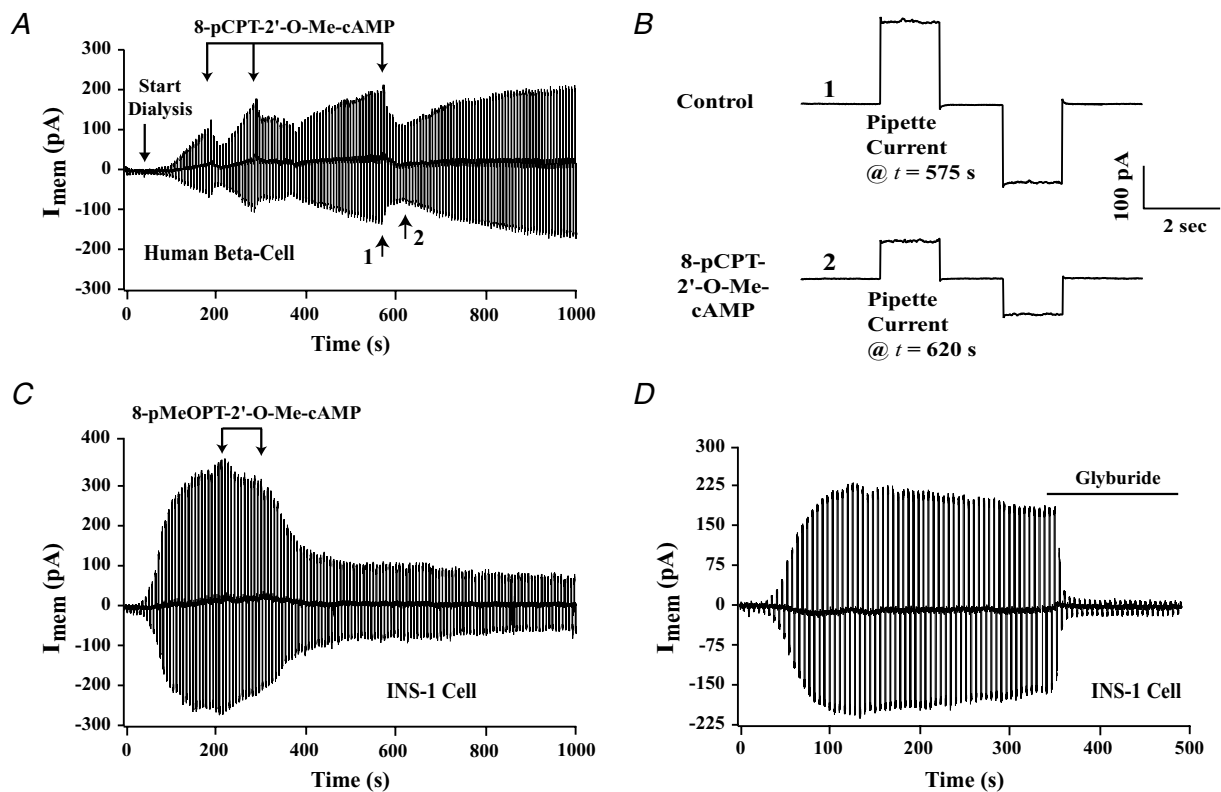 A
8-pCPT-2'-O-Me-cAMP
300
200
100
0
-100
-200
-300
I mem (pA)
Start
Dialysis
1
2
Human Beta-Cell
0
200
400
600
800
1000
Time (s)
B
Control
1
Pipette
Current
@ t = 575 s
100 pA
2 sec
8-pCPT-
2'-O-Me-
cAMP
2
Pipette
Current
@ t = 620 s
C
8-pMeOPT-2'-O-Me-cAMP
400
300
200
100
0
-100
-200
-300
I mem (pA)
INS-1 Cell
0
200
400
600
800
1000
Time (s)
D
300
225
150
75
0
-75
-150
-225
I mem (pA)
Glyburide
INS-1 Cell
0
100
200
300
400
500
Time (s)